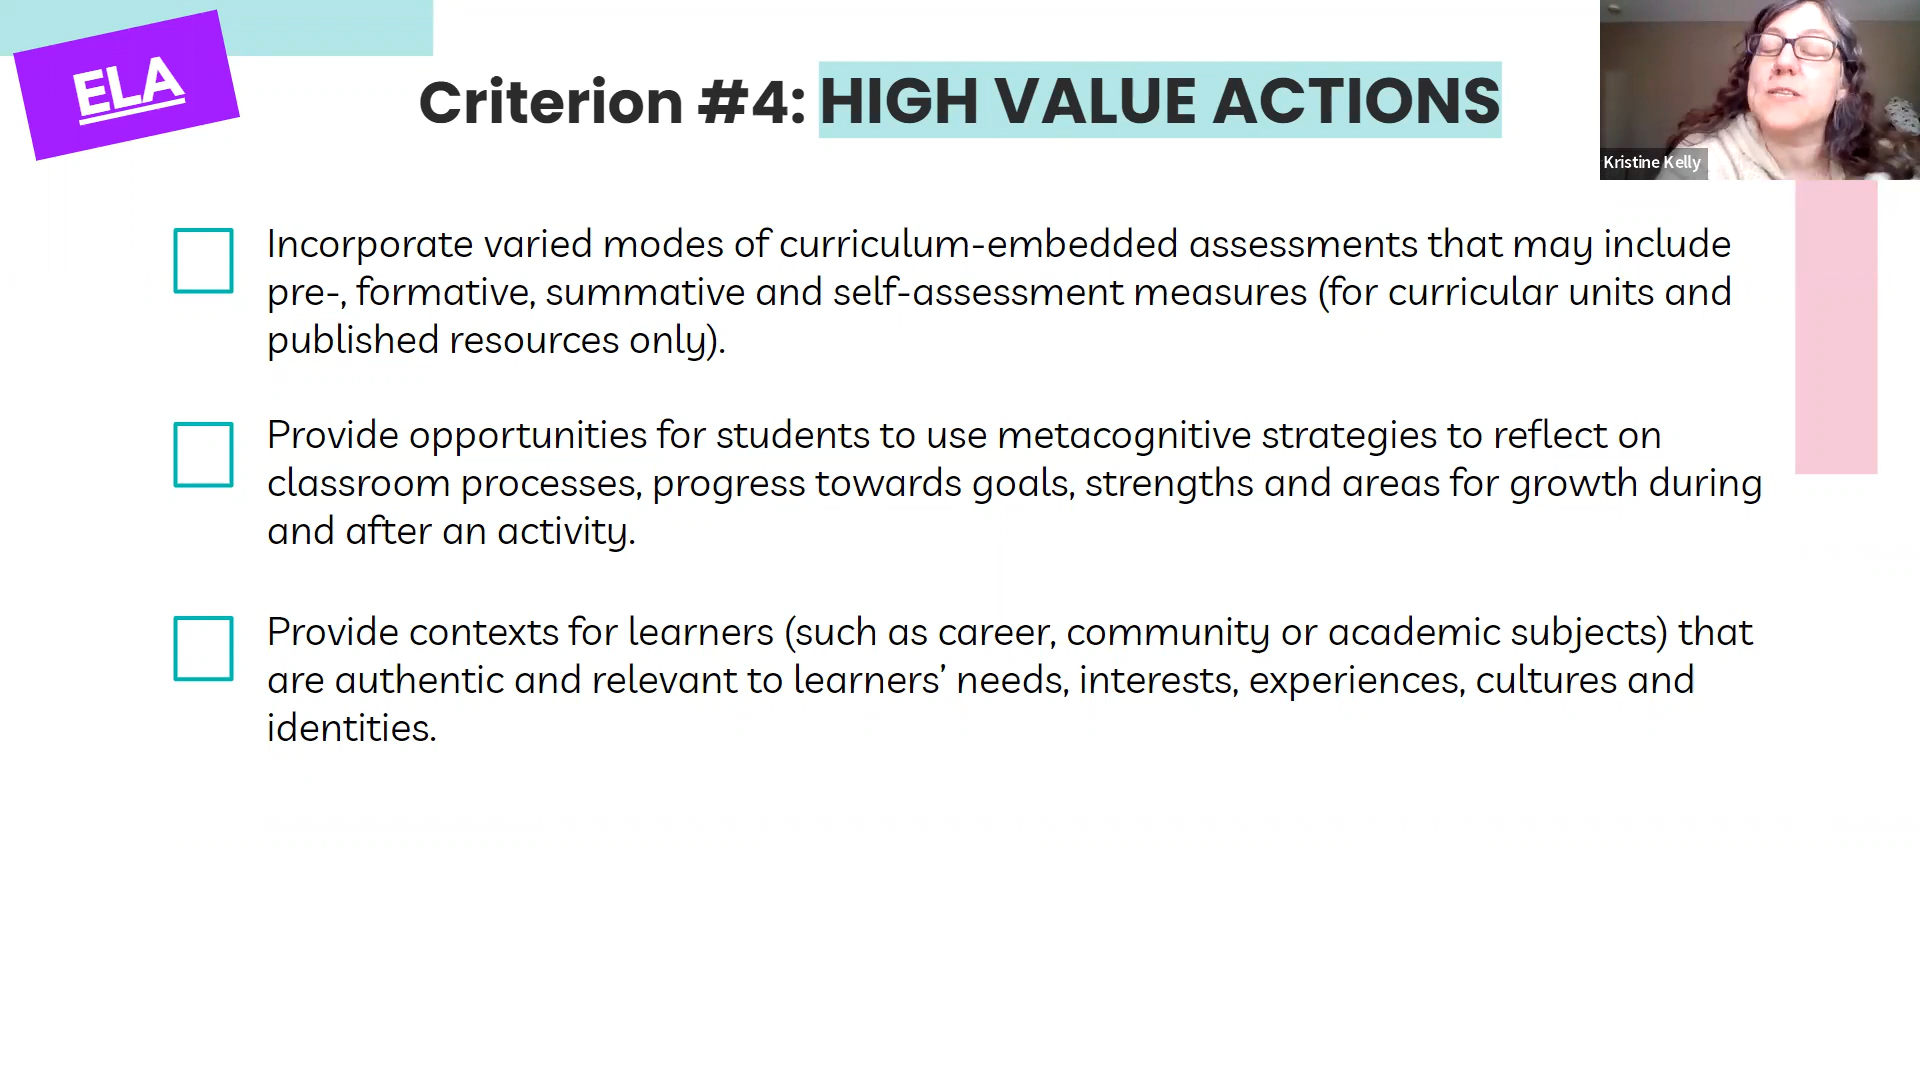 ELA
Criterion #4: HIGH VALUE ACTIONS
Kristine Kelly
Incorporate varied modes of curriculum-embedded assessments that may include
pre-, formative, summative and self-assessment measures (for curricular units and
published resources only).
Provide opportunities for students to use metacognitive strategies to reflect on
classroom processes, progress towards goals, strengths and areas for growth during
and after an activity.
Provide contexts for learners (such as career, community or academic subjects) that
are authentic and relevant to learners’ needs, interests, experiences, cultures and
identities.